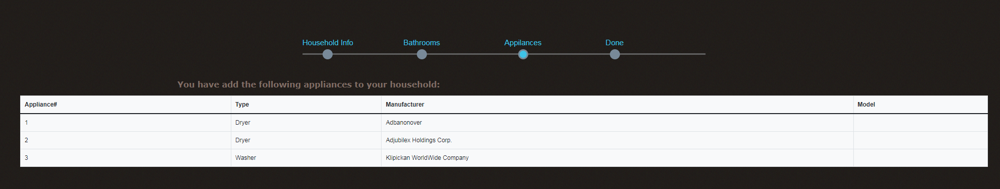 Household Info Bathrooms Appilances Done
You have add the following appliances to your household:
Appliance# Type Manufacturer Model
1 Dryer Adbanonover
2 Dryer Adjubilex Holdings Corp.
3 Washer Klipickan WorldWide Company